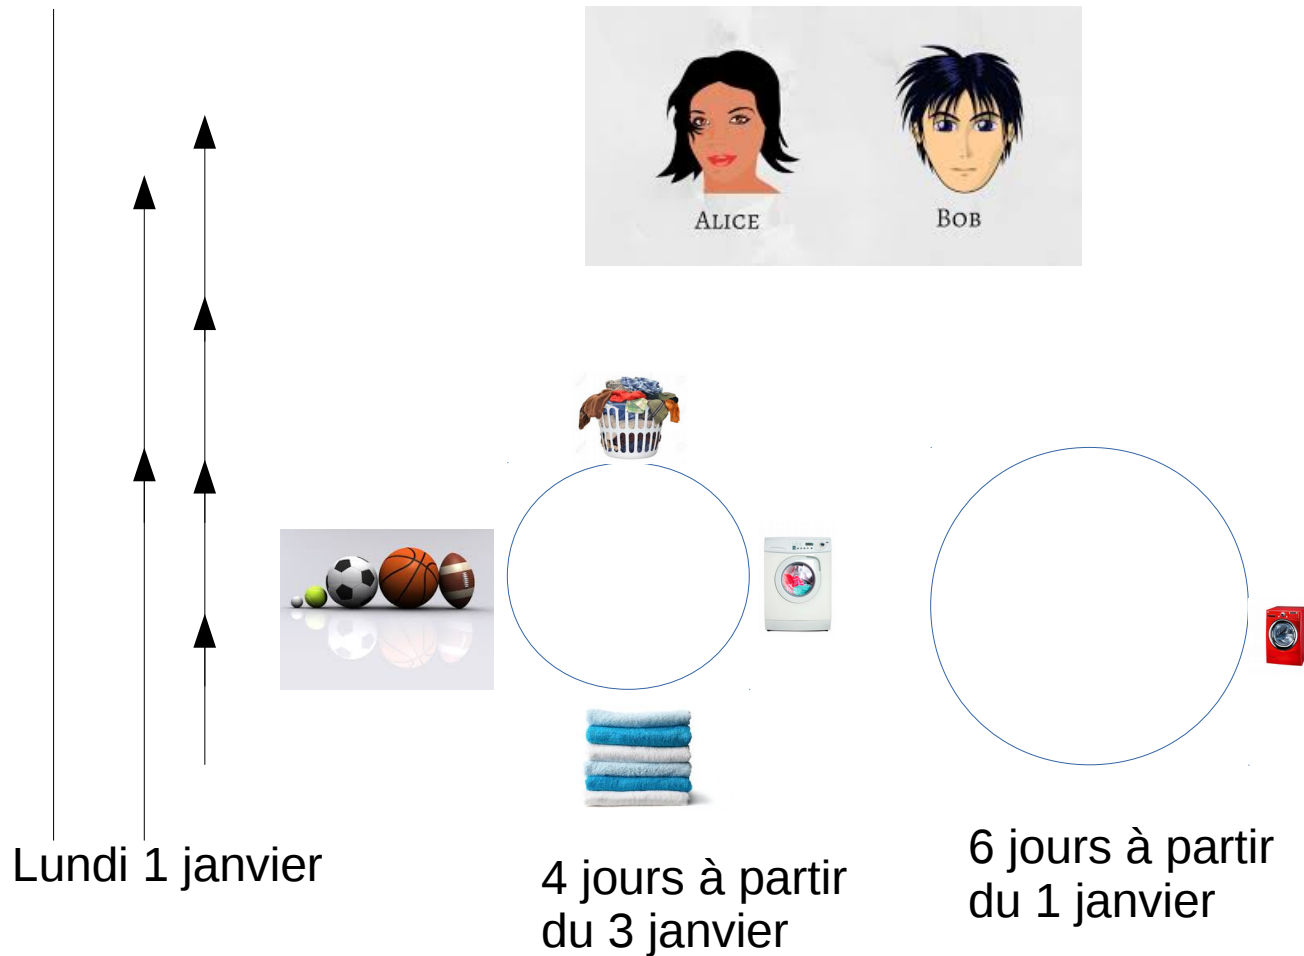 ALICE
BOB
Lundi 1 janvier
4 jours à partir
du 3 janvier
6 jours à partir
du 1 janvier